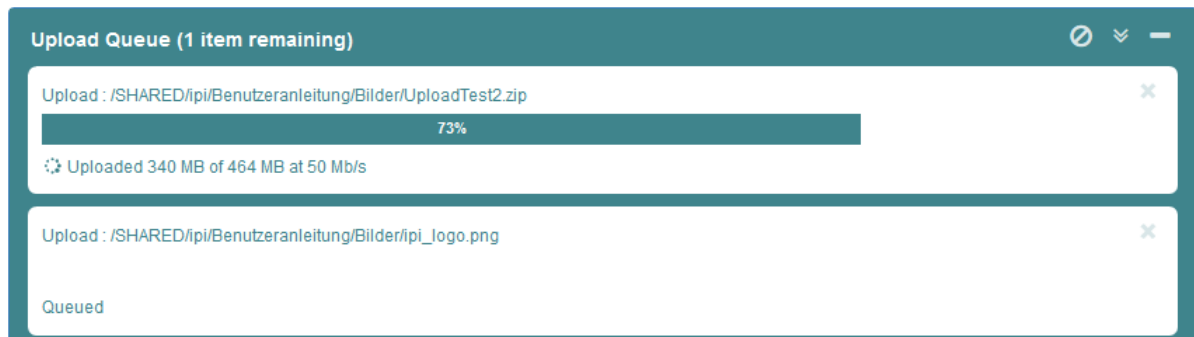 Upload Queue (1 item remaining)
Upload : /SHARED/ipi/Benutzeranleitung/Bilder/UploadTest2.zip
73%
Uploaded 340 MB of 464 MB at 50 Mb/s
Upload : /SHARED/ipi/Benutzeranleitung/Bilder/ipi_logo.png
Queued